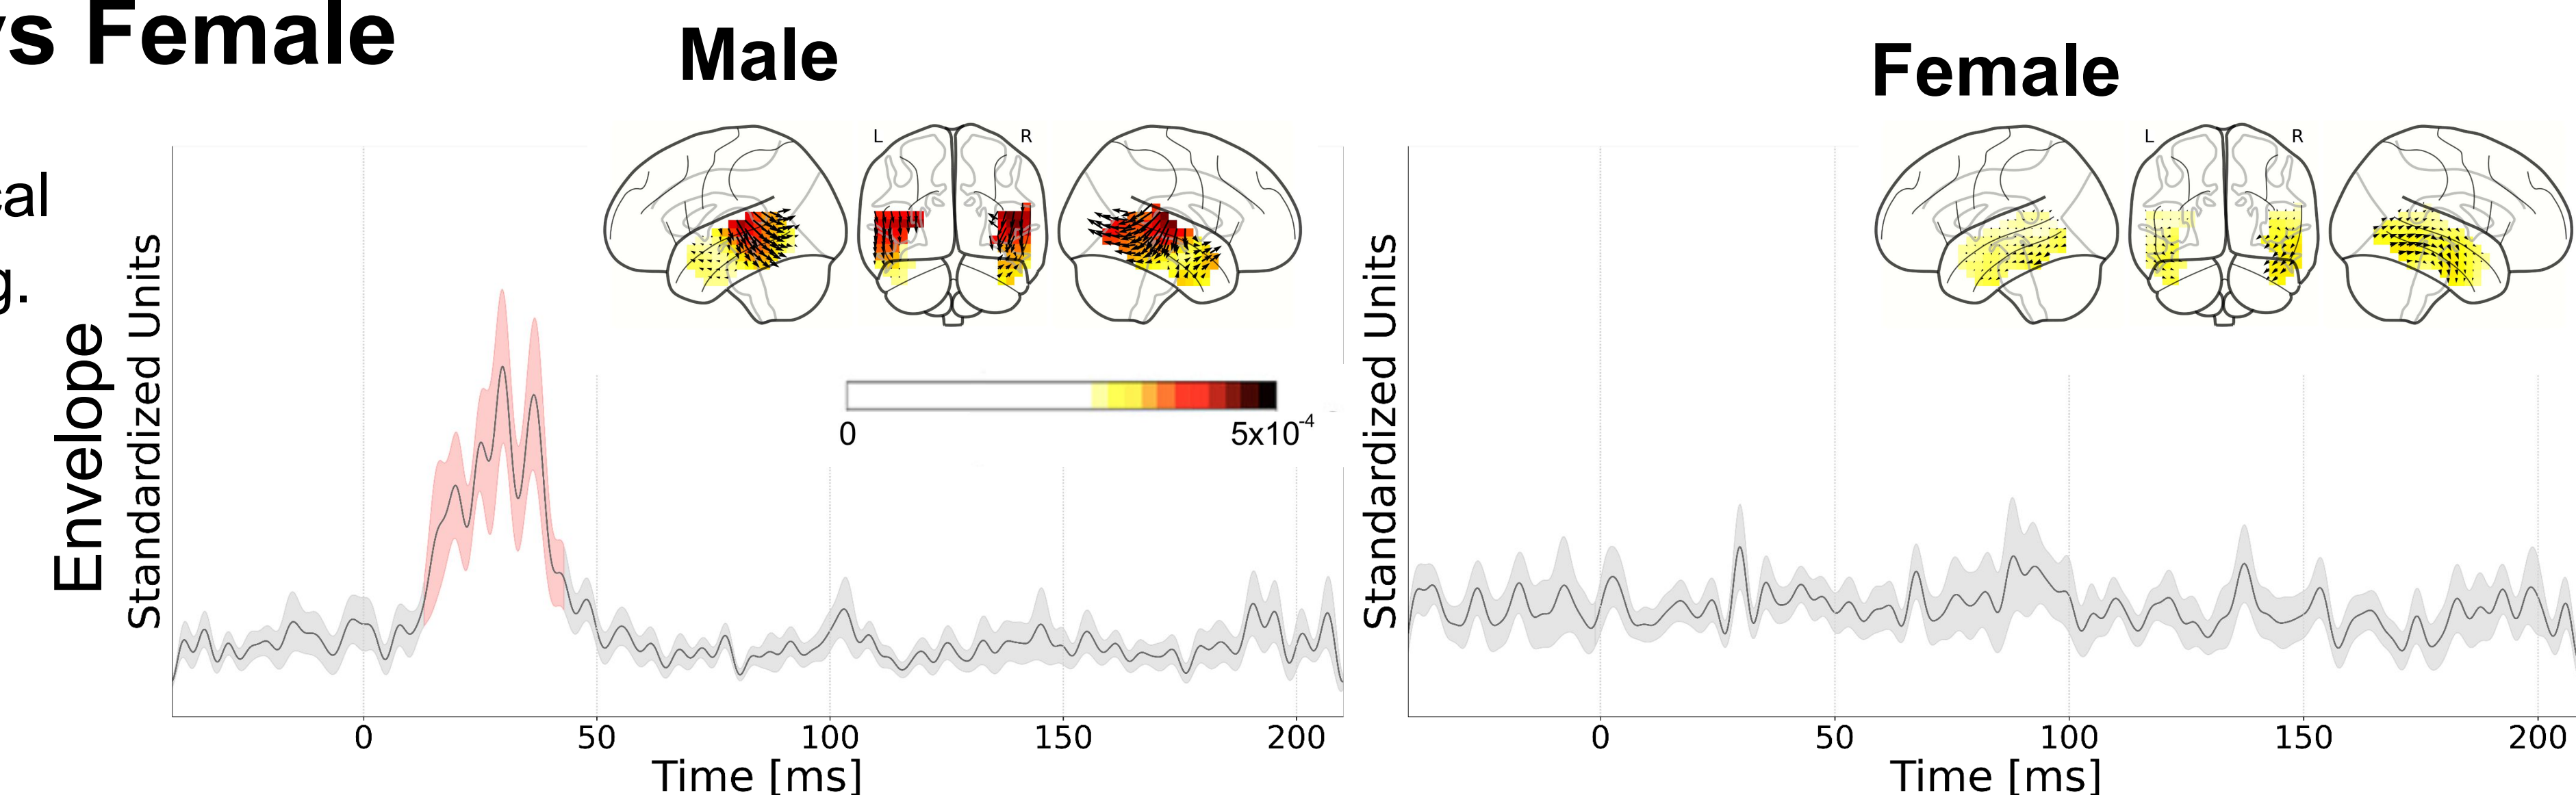 vs Female
cal
g.
Envelope
Male
Standardized Units
L R
0 5x10⁻⁴
0 50 100 150 200
Time [ms]
Female
Standardized Units
L R
0 50 100 150 200
Time [ms]